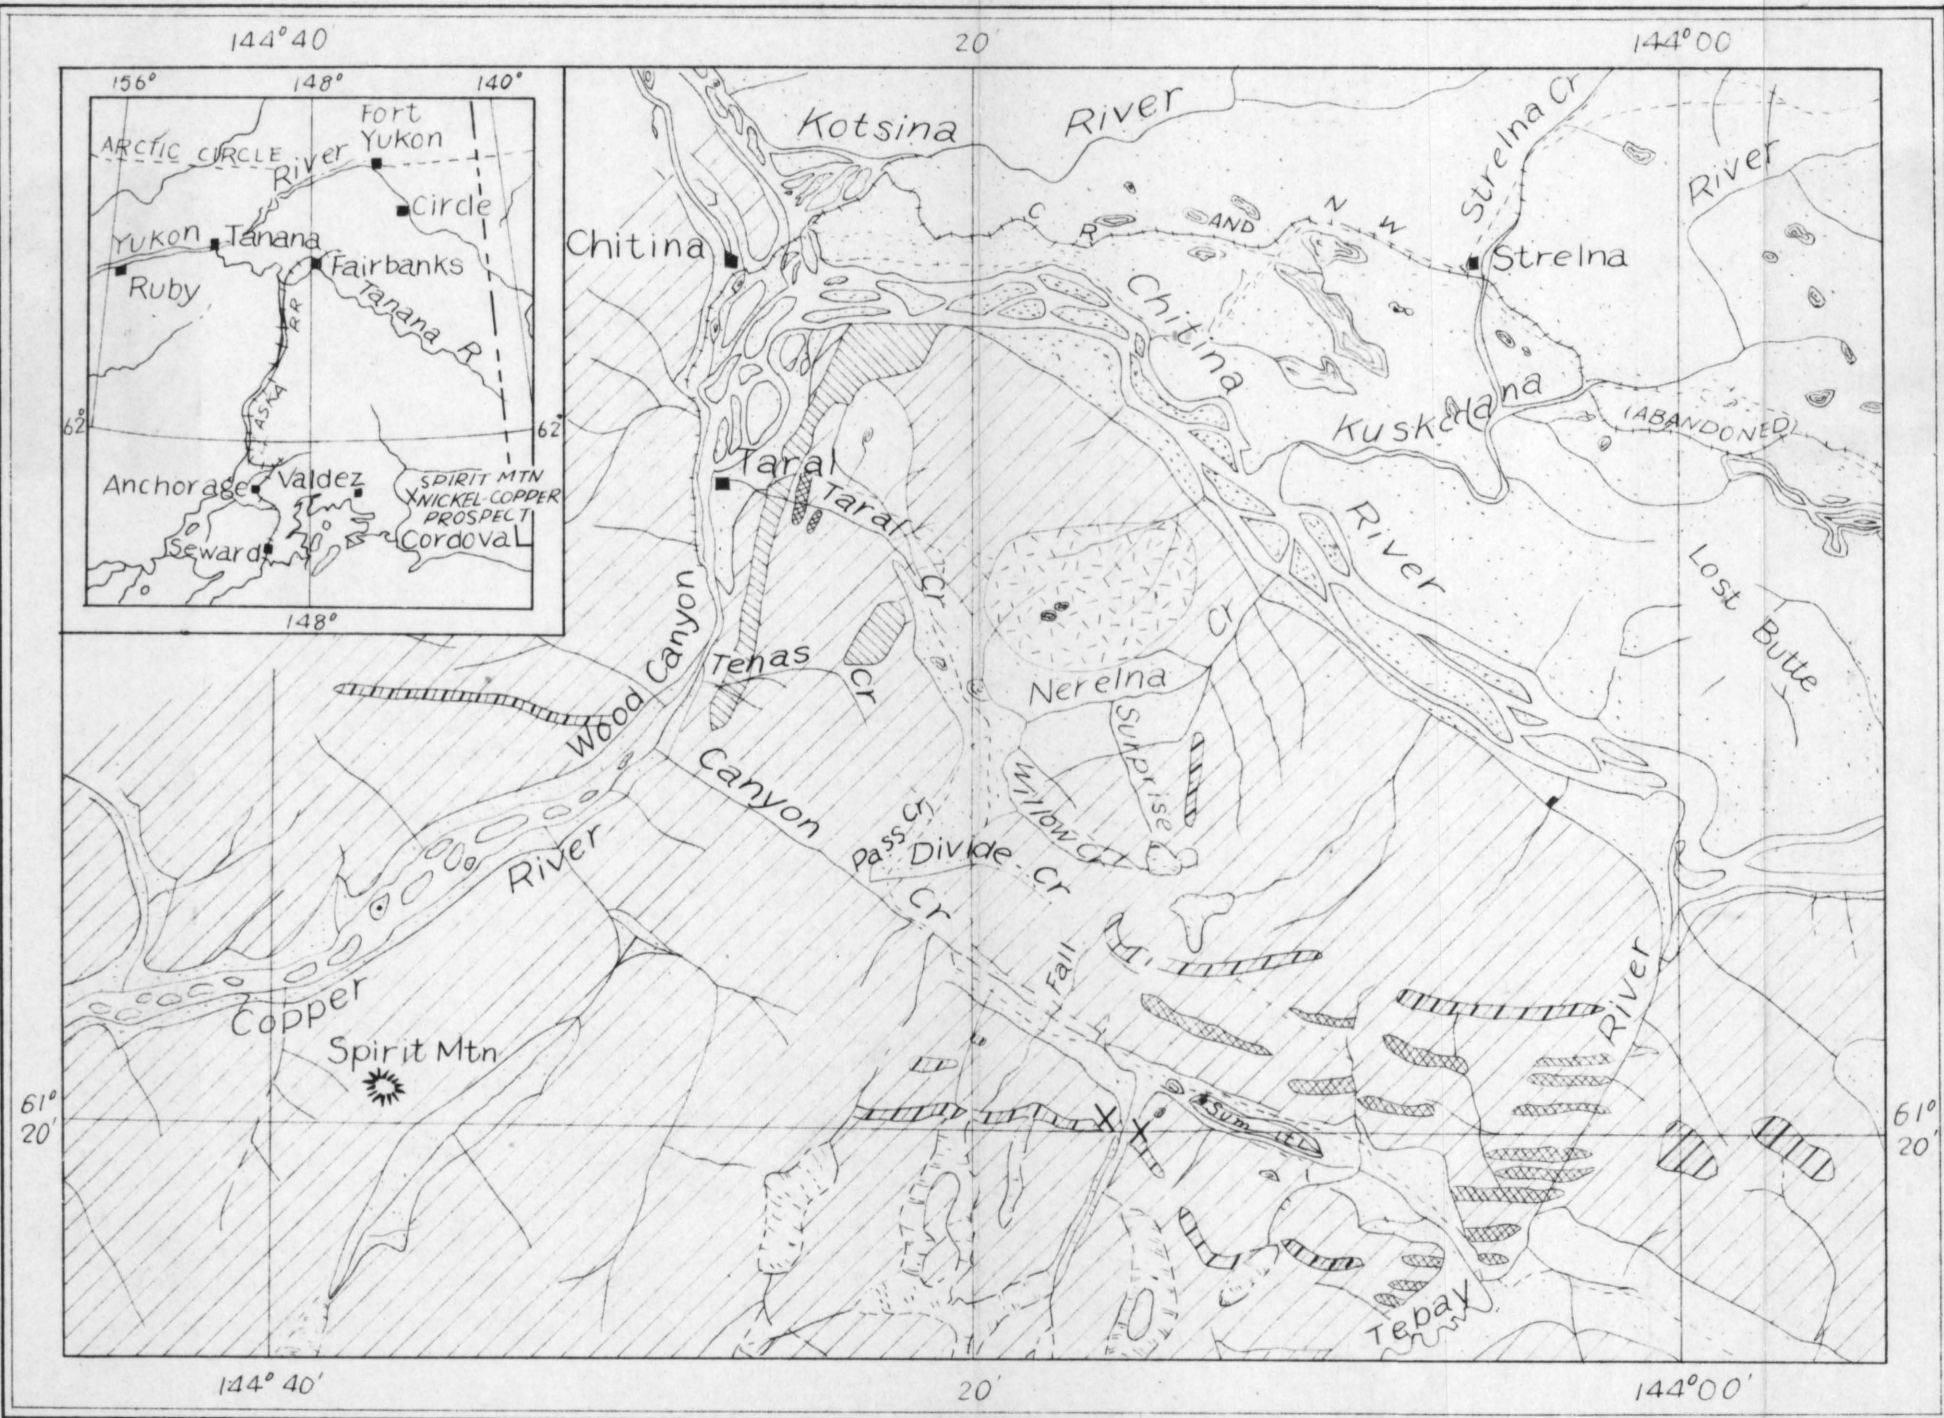 144°40'
20'
144°00
156°
148°
140°
Fort
Yukon
ARCTIC CIRCLE
River
Circle
Yukon
Tanana
Fairbanks
Ruby
Tanana R
RR
ASKA
62°
62°
Anchorage
Valdez
SPIRIT MTN
NICKEL-COPPER
PROSPECT
Cordova
Seward
148°
Kotsina
River
Strelna Cr
River
C R AND N W
Chitina
Strelna
Chitina
River
Kuskulana
(ABANDONED)
Taral
Taral
Cr
Lost Butte
Wood Canyon
Tenas
Cr
Nerelna
Cr
Surprise
Willow Cr
Canyon
Cr
Pass Cr
Divide Cr
River
Copper
Fall
River
Spirit Mtn
61°
20'
X X
Summit L
61°
20'
Tebay
144° 40'
20'
144°00'